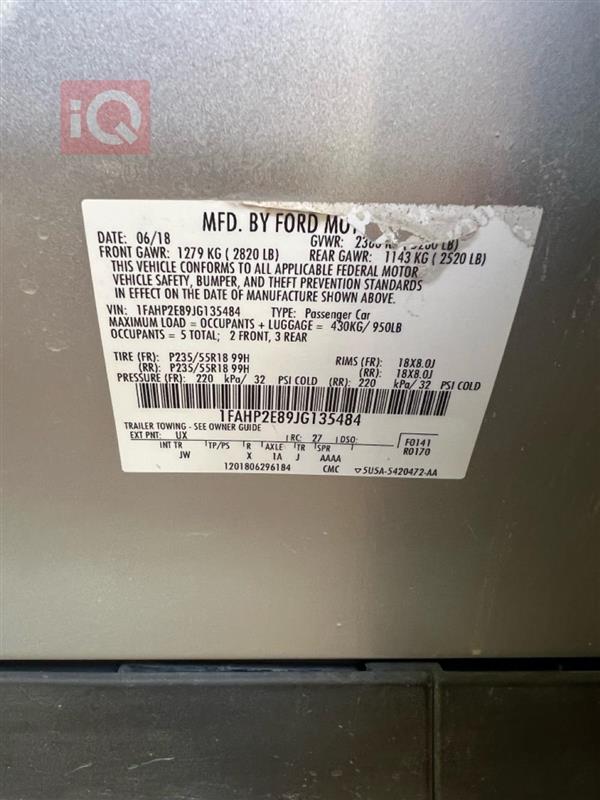 iQ
MFD. BY FORD
DATE: 06/18 GVWR:
FRONT GAWR: 1279 KG ( 2820 LB) REAR GAWR: 1143 KG ( 2520 LB)
THIS VEHICLE CONFORMS TO ALL APPLICABLE FEDERAL MOTOR
VEHICLE SAFETY, BUMPER, AND THEFT PREVENTION STANDARDS
IN EFFECT ON THE DATE OF MANUFACTURE SHOWN ABOVE.
VIN: 1FAHP2E89JG135484 TYPE: Passenger Car
MAXIMUM LOAD = OCCUPANTS + LUGGAGE = 430KG/ 950LB
OCCUPANTS = 5 TOTAL; 2 FRONT, 3 REAR
TIRE (FR): P235/55R18 99H RIMS (FR): 18X8.0J
(RR): P235/55R18 99H (RR): 18X8.0J
PRESSURE (FR): 220 kPa/ 32 PSI COLD (RR): 220 kPa/ 32 PSI COLD
1FAHP2E89JG135484
TRAILER TOWING - SEE OWNER GUIDE
EXT PNT: UX RC: 27 DSO: F0141
INT TR TP/PS R AXLE TR SPR R0170
JW X 1A J AAAA
1201806296184 CMC ▽5U5A-5420472-AA